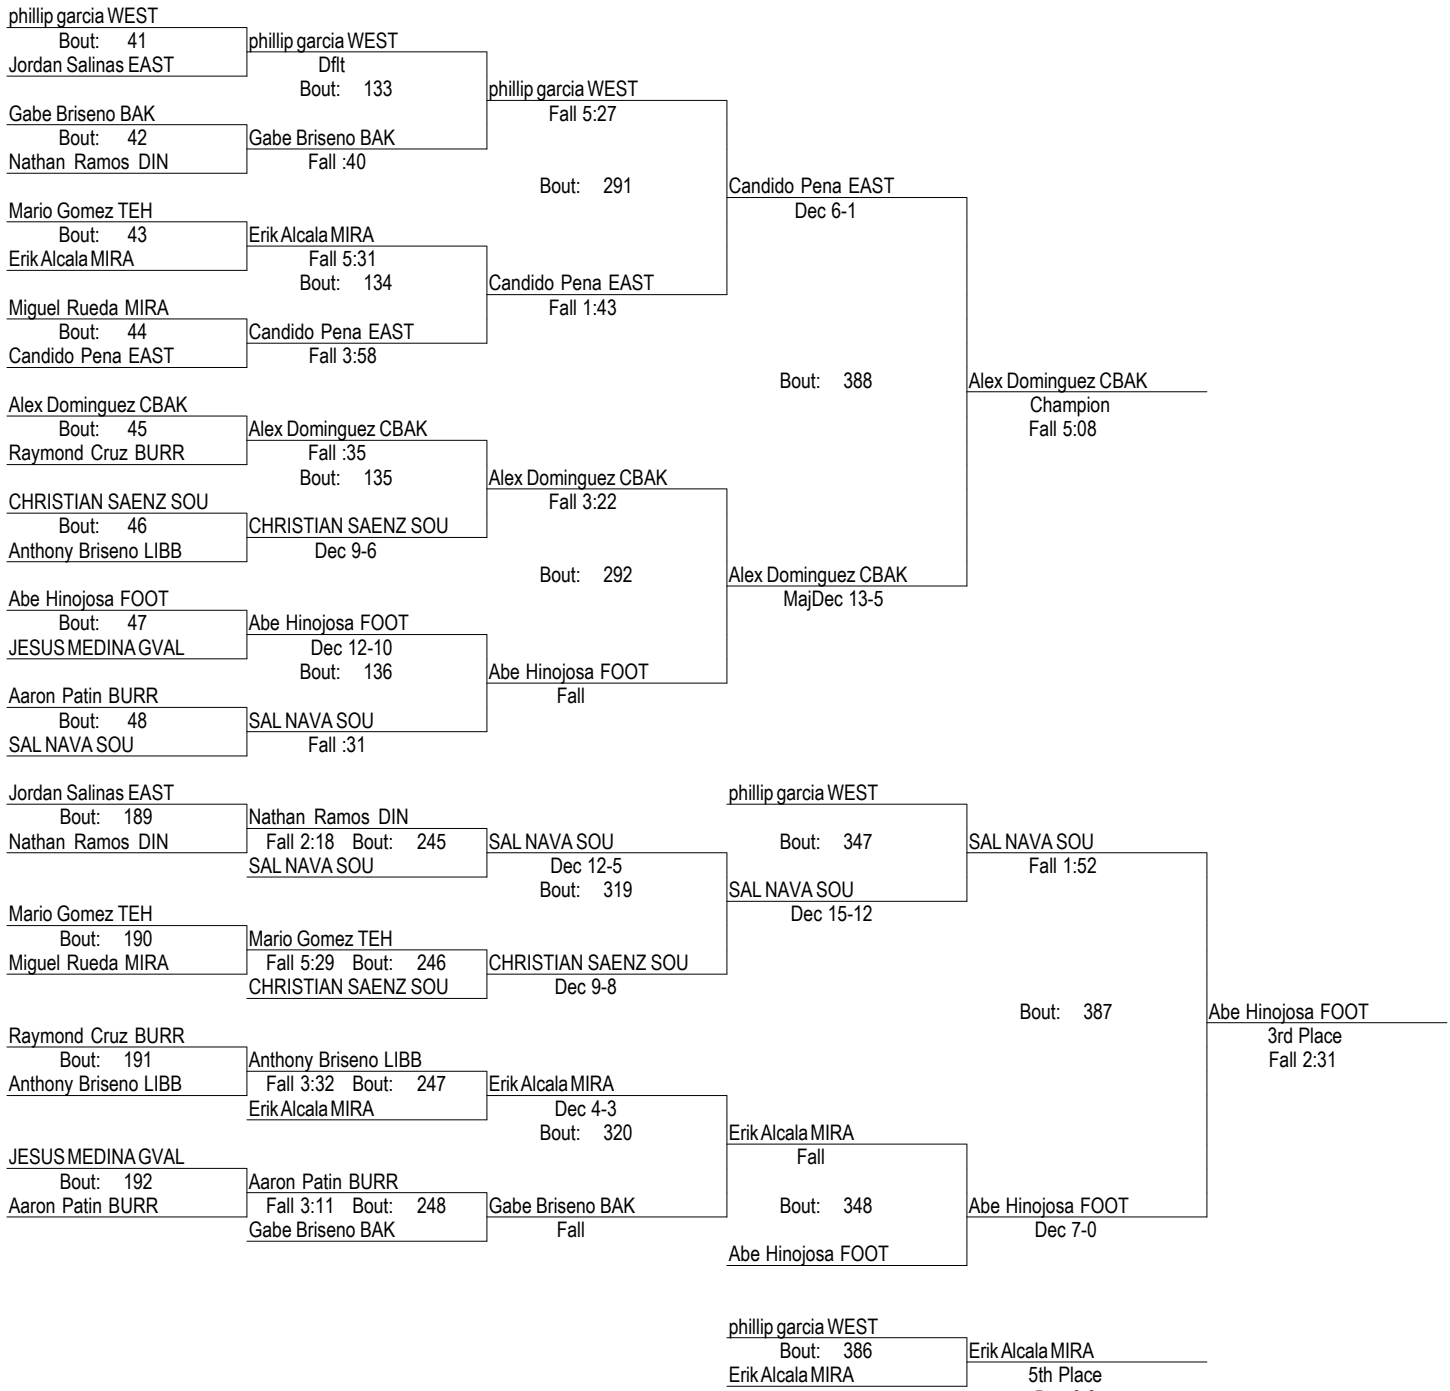 phillip garcia WEST
Bout: 41
phillip garcia WEST
Jordan Salinas EAST
Dflt
Bout: 133
phillip garcia WEST
Gabe Briseno BAK
Fall 5:27
Bout: 42
Gabe Briseno BAK
Nathan Ramos DIN
Fall :40
Bout: 291
Candido Pena EAST
Mario Gomez TEH
Dec 6-1
Bout: 43
Erik Alcala MIRA
Erik Alcala MIRA
Fall 5:31
Bout: 134
Candido Pena EAST
Miguel Rueda MIRA
Fall 1:43
Bout: 44
Candido Pena EAST
Candido Pena EAST
Fall 3:58
Bout: 388
Alex Dominguez CBAK
Alex Dominguez CBAK
Champion
Bout: 45
Alex Dominguez CBAK
Fall 5:08
Raymond Cruz BURR
Fall :35
Bout: 135
Alex Dominguez CBAK
CHRISTIAN SAENZ SOU
Fall 3:22
Bout: 46
CHRISTIAN SAENZ SOU
Anthony Briseno LIBB
Dec 9-6
Bout: 292
Alex Dominguez CBAK
Abe Hinojosa FOOT
MajDec 13-5
Bout: 47
Abe Hinojosa FOOT
JESUS MEDINA GVAL
Dec 12-10
Bout: 136
Abe Hinojosa FOOT
Aaron Patin BURR
Fall
Bout: 48
SAL NAVA SOU
SAL NAVA SOU
Fall :31
Jordan Salinas EAST
phillip garcia WEST
Bout: 189
Nathan Ramos DIN
Nathan Ramos DIN
Fall 2:18 Bout: 245
SAL NAVA SOU
Bout: 347
SAL NAVA SOU
SAL NAVA SOU
Dec 12-5
Fall 1:52
Bout: 319
SAL NAVA SOU
Mario Gomez TEH
Dec 15-12
Bout: 190
Mario Gomez TEH
Miguel Rueda MIRA
Fall 5:29 Bout: 246
CHRISTIAN SAENZ SOU
CHRISTIAN SAENZ SOU
Dec 9-8
Bout: 387
Abe Hinojosa FOOT
Raymond Cruz BURR
3rd Place
Bout: 191
Anthony Briseno LIBB
Fall 2:31
Anthony Briseno LIBB
Fall 3:32 Bout: 247
Erik Alcala MIRA
Erik Alcala MIRA
Dec 4-3
Bout: 320
Erik Alcala MIRA
JESUS MEDINA GVAL
Fall
Bout: 192
Aaron Patin BURR
Aaron Patin BURR
Fall 3:11 Bout: 248
Gabe Briseno BAK
Bout: 348
Abe Hinojosa FOOT
Gabe Briseno BAK
Fall
Dec 7-0
Abe Hinojosa FOOT
phillip garcia WEST
Bout: 386
Erik Alcala MIRA
Erik Alcala MIRA
5th Place